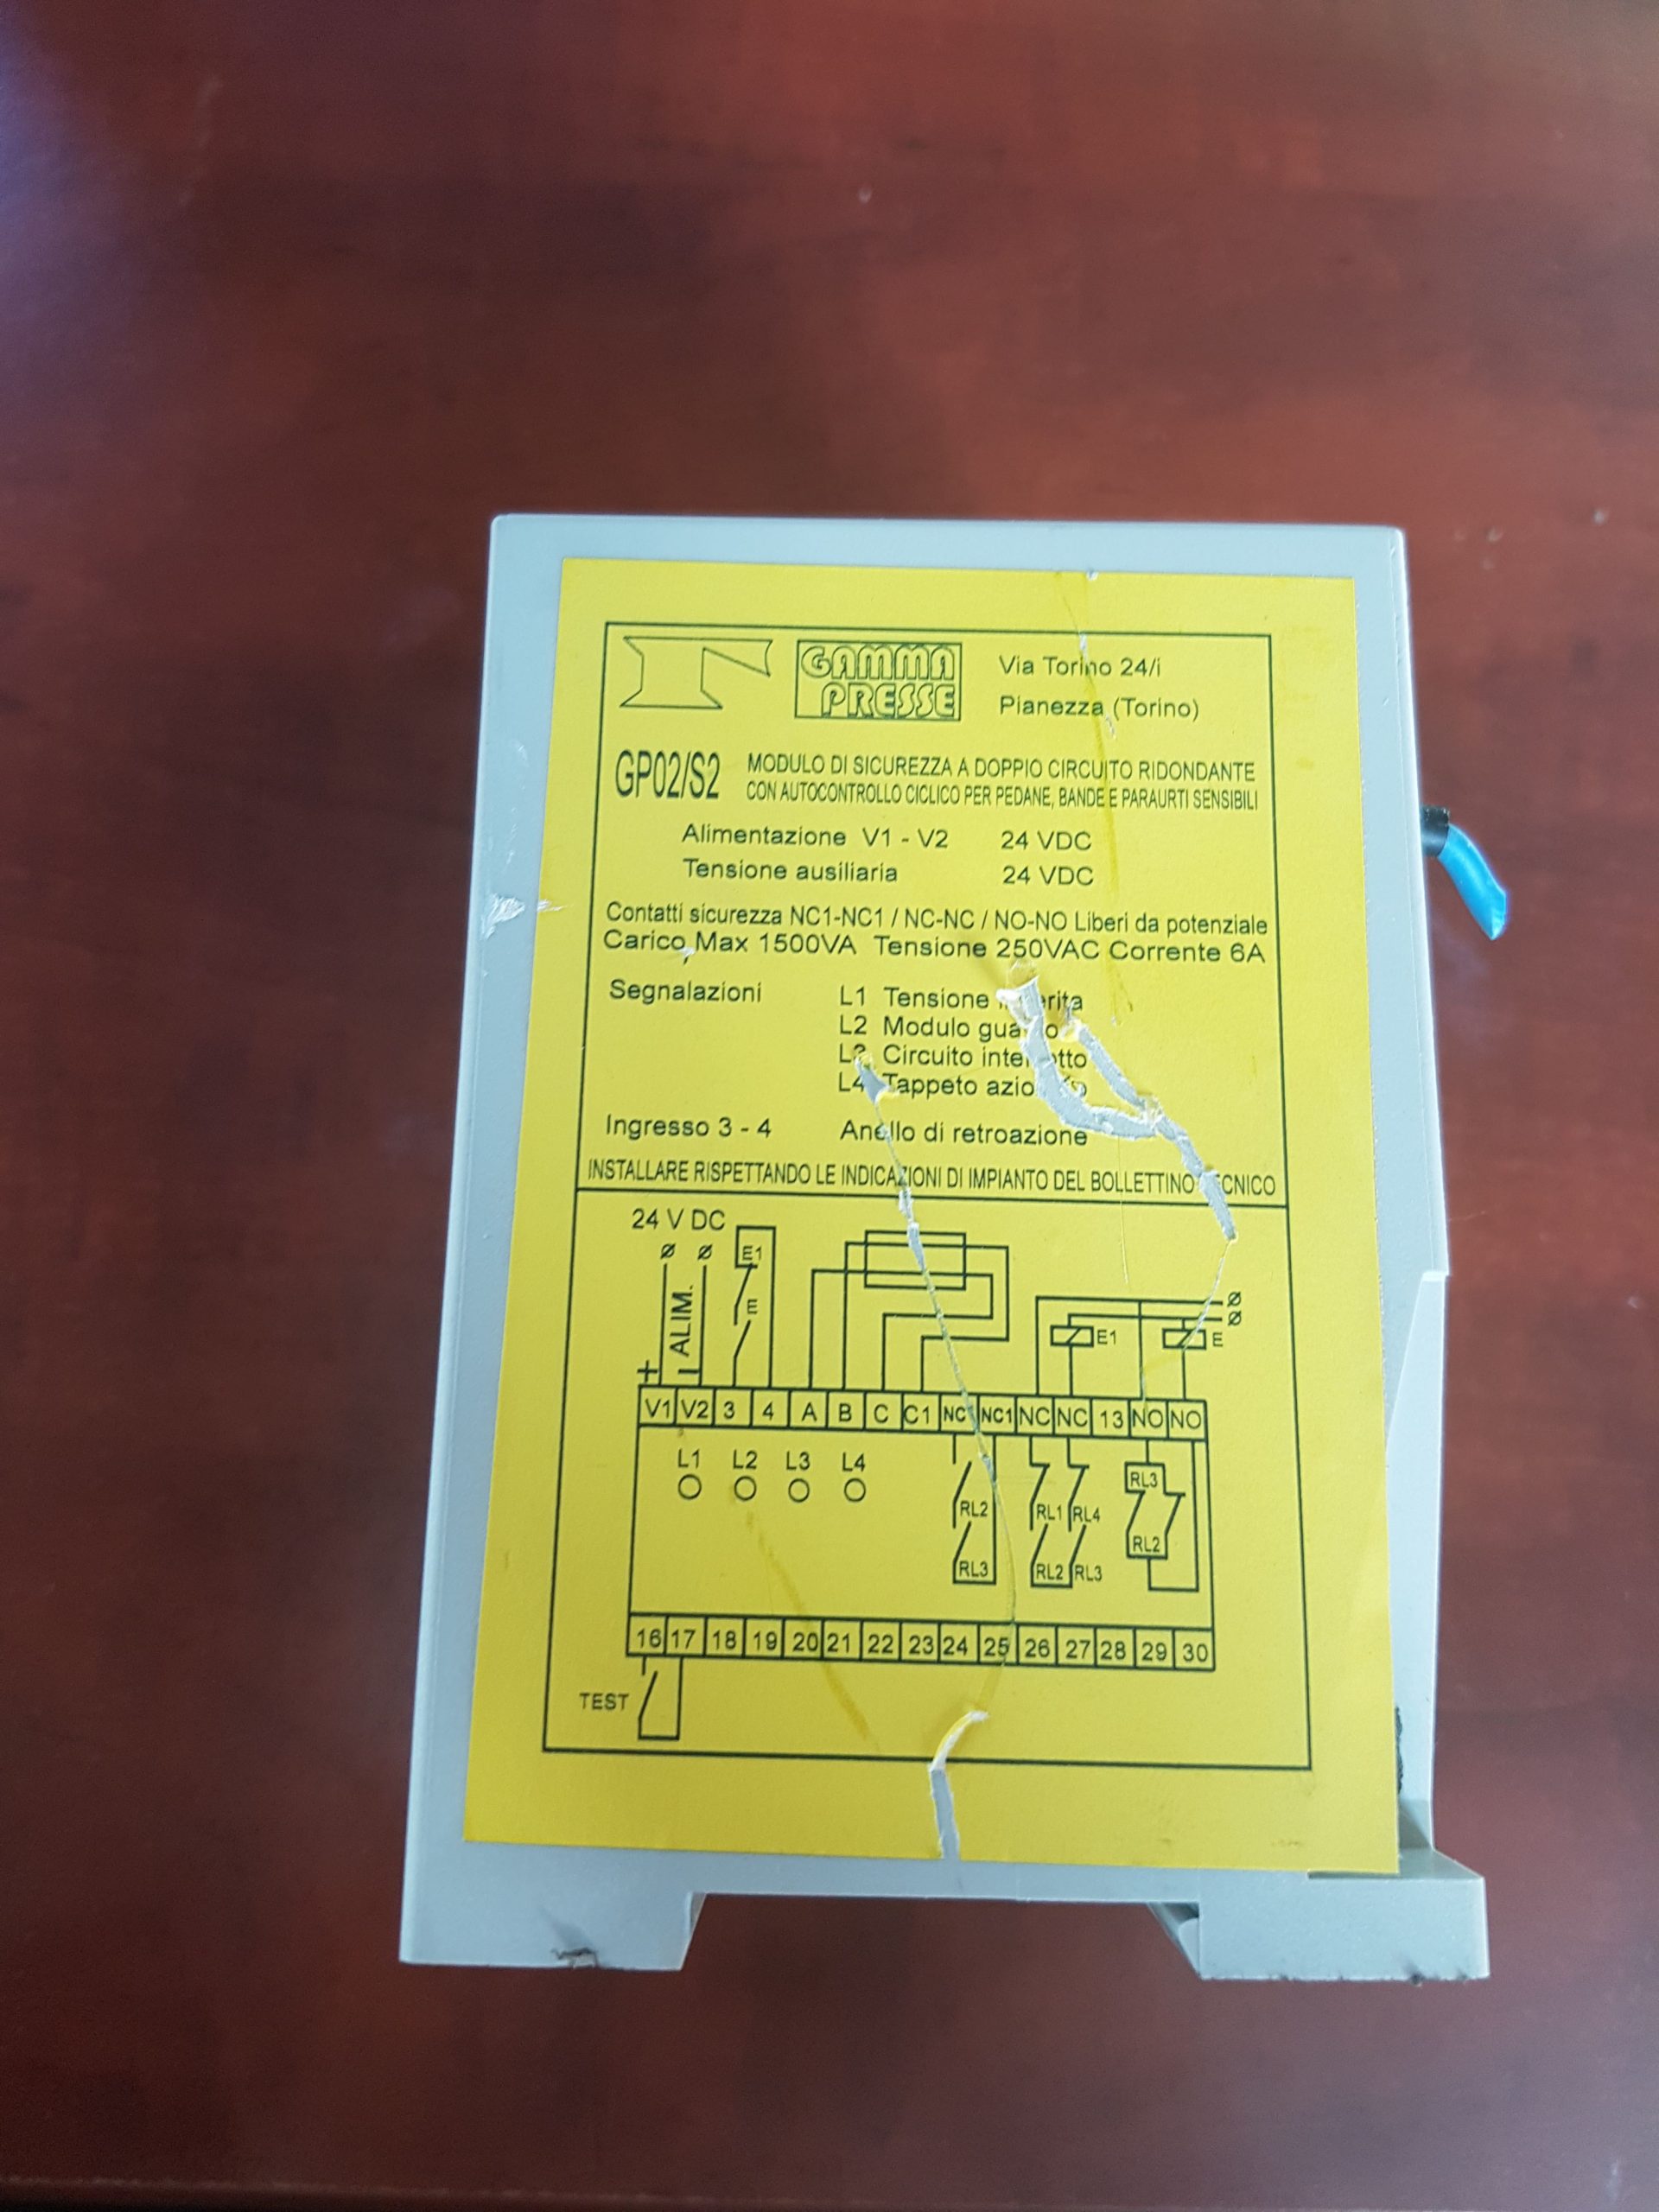 GAMMA
PRESSE
Via Torino 24/i
Pianezza (Torino)
GP02/S2
MODULO DI SICUREZZA A DOPPIO CIRCUITO RIDONDANTE
CON AUTOCONTROLLO CICLICO PER PEDANE, BANDE E PARAURTI SENSIBILI
Alimentazione V1 - V2 24 VDC
Tensione ausiliaria 24 VDC
Contatti sicurezza NC1-NC1 / NC-NC / NO-NO Liberi da potenziale
Carico Max 1500VA Tensione 250VAC Corrente 6A
Segnalazioni L1 Tensione
L2 Modulo
L3 Circuito
L4 Tappeto
Ingresso 3 - 4 Anello di retroazione
INSTALLARE RISPETTANDO LE INDICAZIONI DI IMPIANTO DEL BOLLETTINO
24 V DC
E1
E
ALIM.
+ −
E1 E
V1 V2 3 4 A B C C1 NC1 NC1 NC NC 13 NO NO
L1 L2 L3 L4
RL3
RL2 RL1 RL4
RL2
RL3 RL2 RL3
16 17 18 19 20 21 22 23 24 25 26 27 28 29 30
TEST